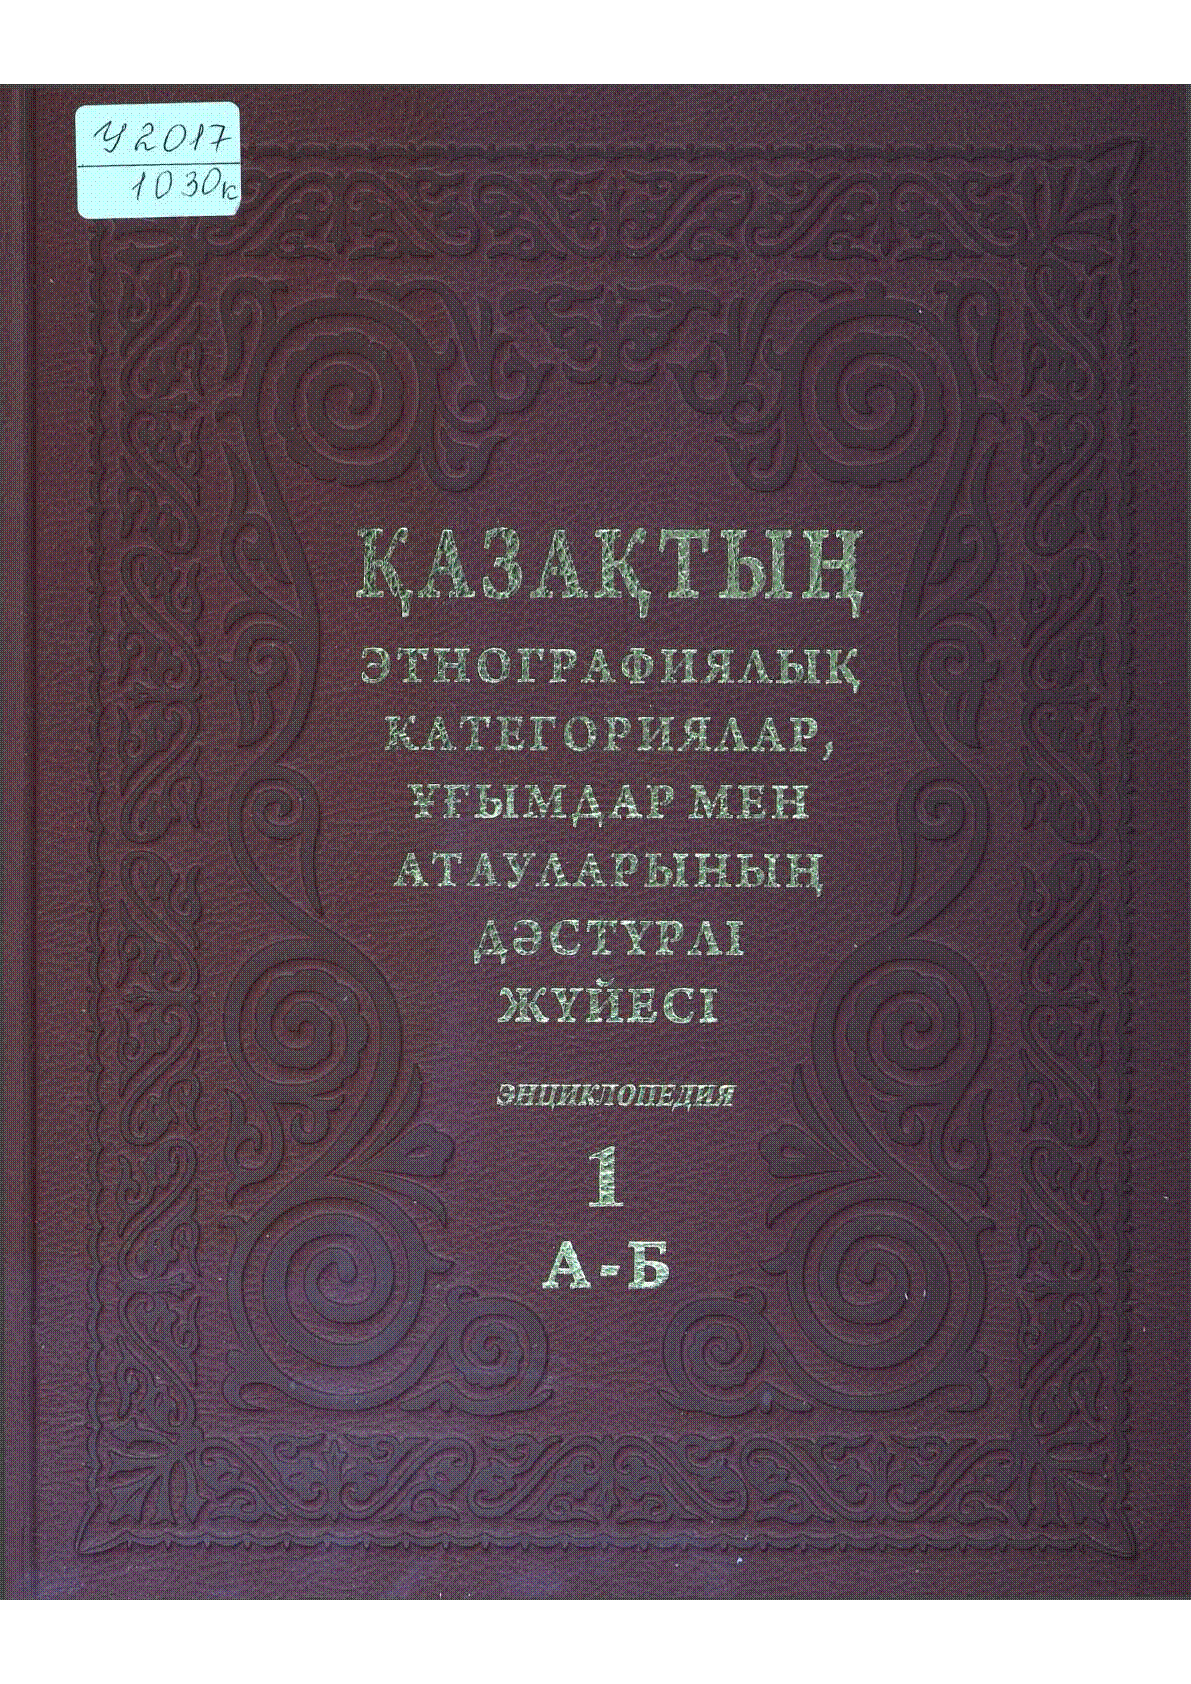 У2017
1030к
ҚАЗАҚТЫҢ
ЭТНОГРАФИЯЛЫҚ
КАТЕГОРИЯЛАР,
ҰҒЫМДАР МЕН
АТАУЛАРЫНЫҢ
ДӘСТҮРЛІ
ЖҮЙЕСІ
ЭНЦИКЛОПЕДИЯ
1
А-Б